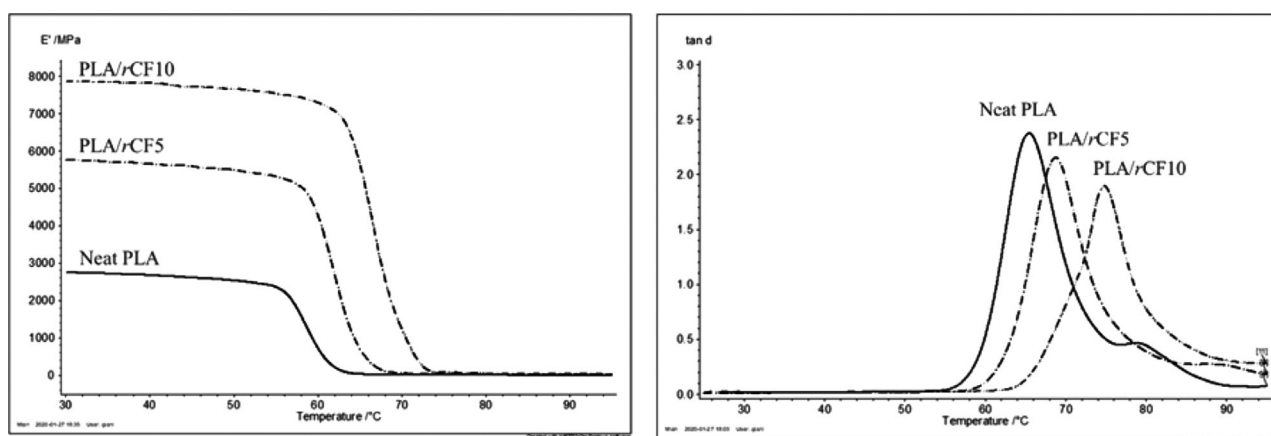 E' /MPa
PLA/rCF10
8000
7000
PLA/rCF5
6000
5000
4000
Neat PLA
3000
2000
1000
0
30 40 50 60 70 80 90
Temperature /°C
tan d
3.0
Neat PLA
2.5
PLA/rCF5
PLA/rCF10
2.0
1.5
1.0
0.5
0.0
30 40 50 60 70 80 90
Temperature /°C